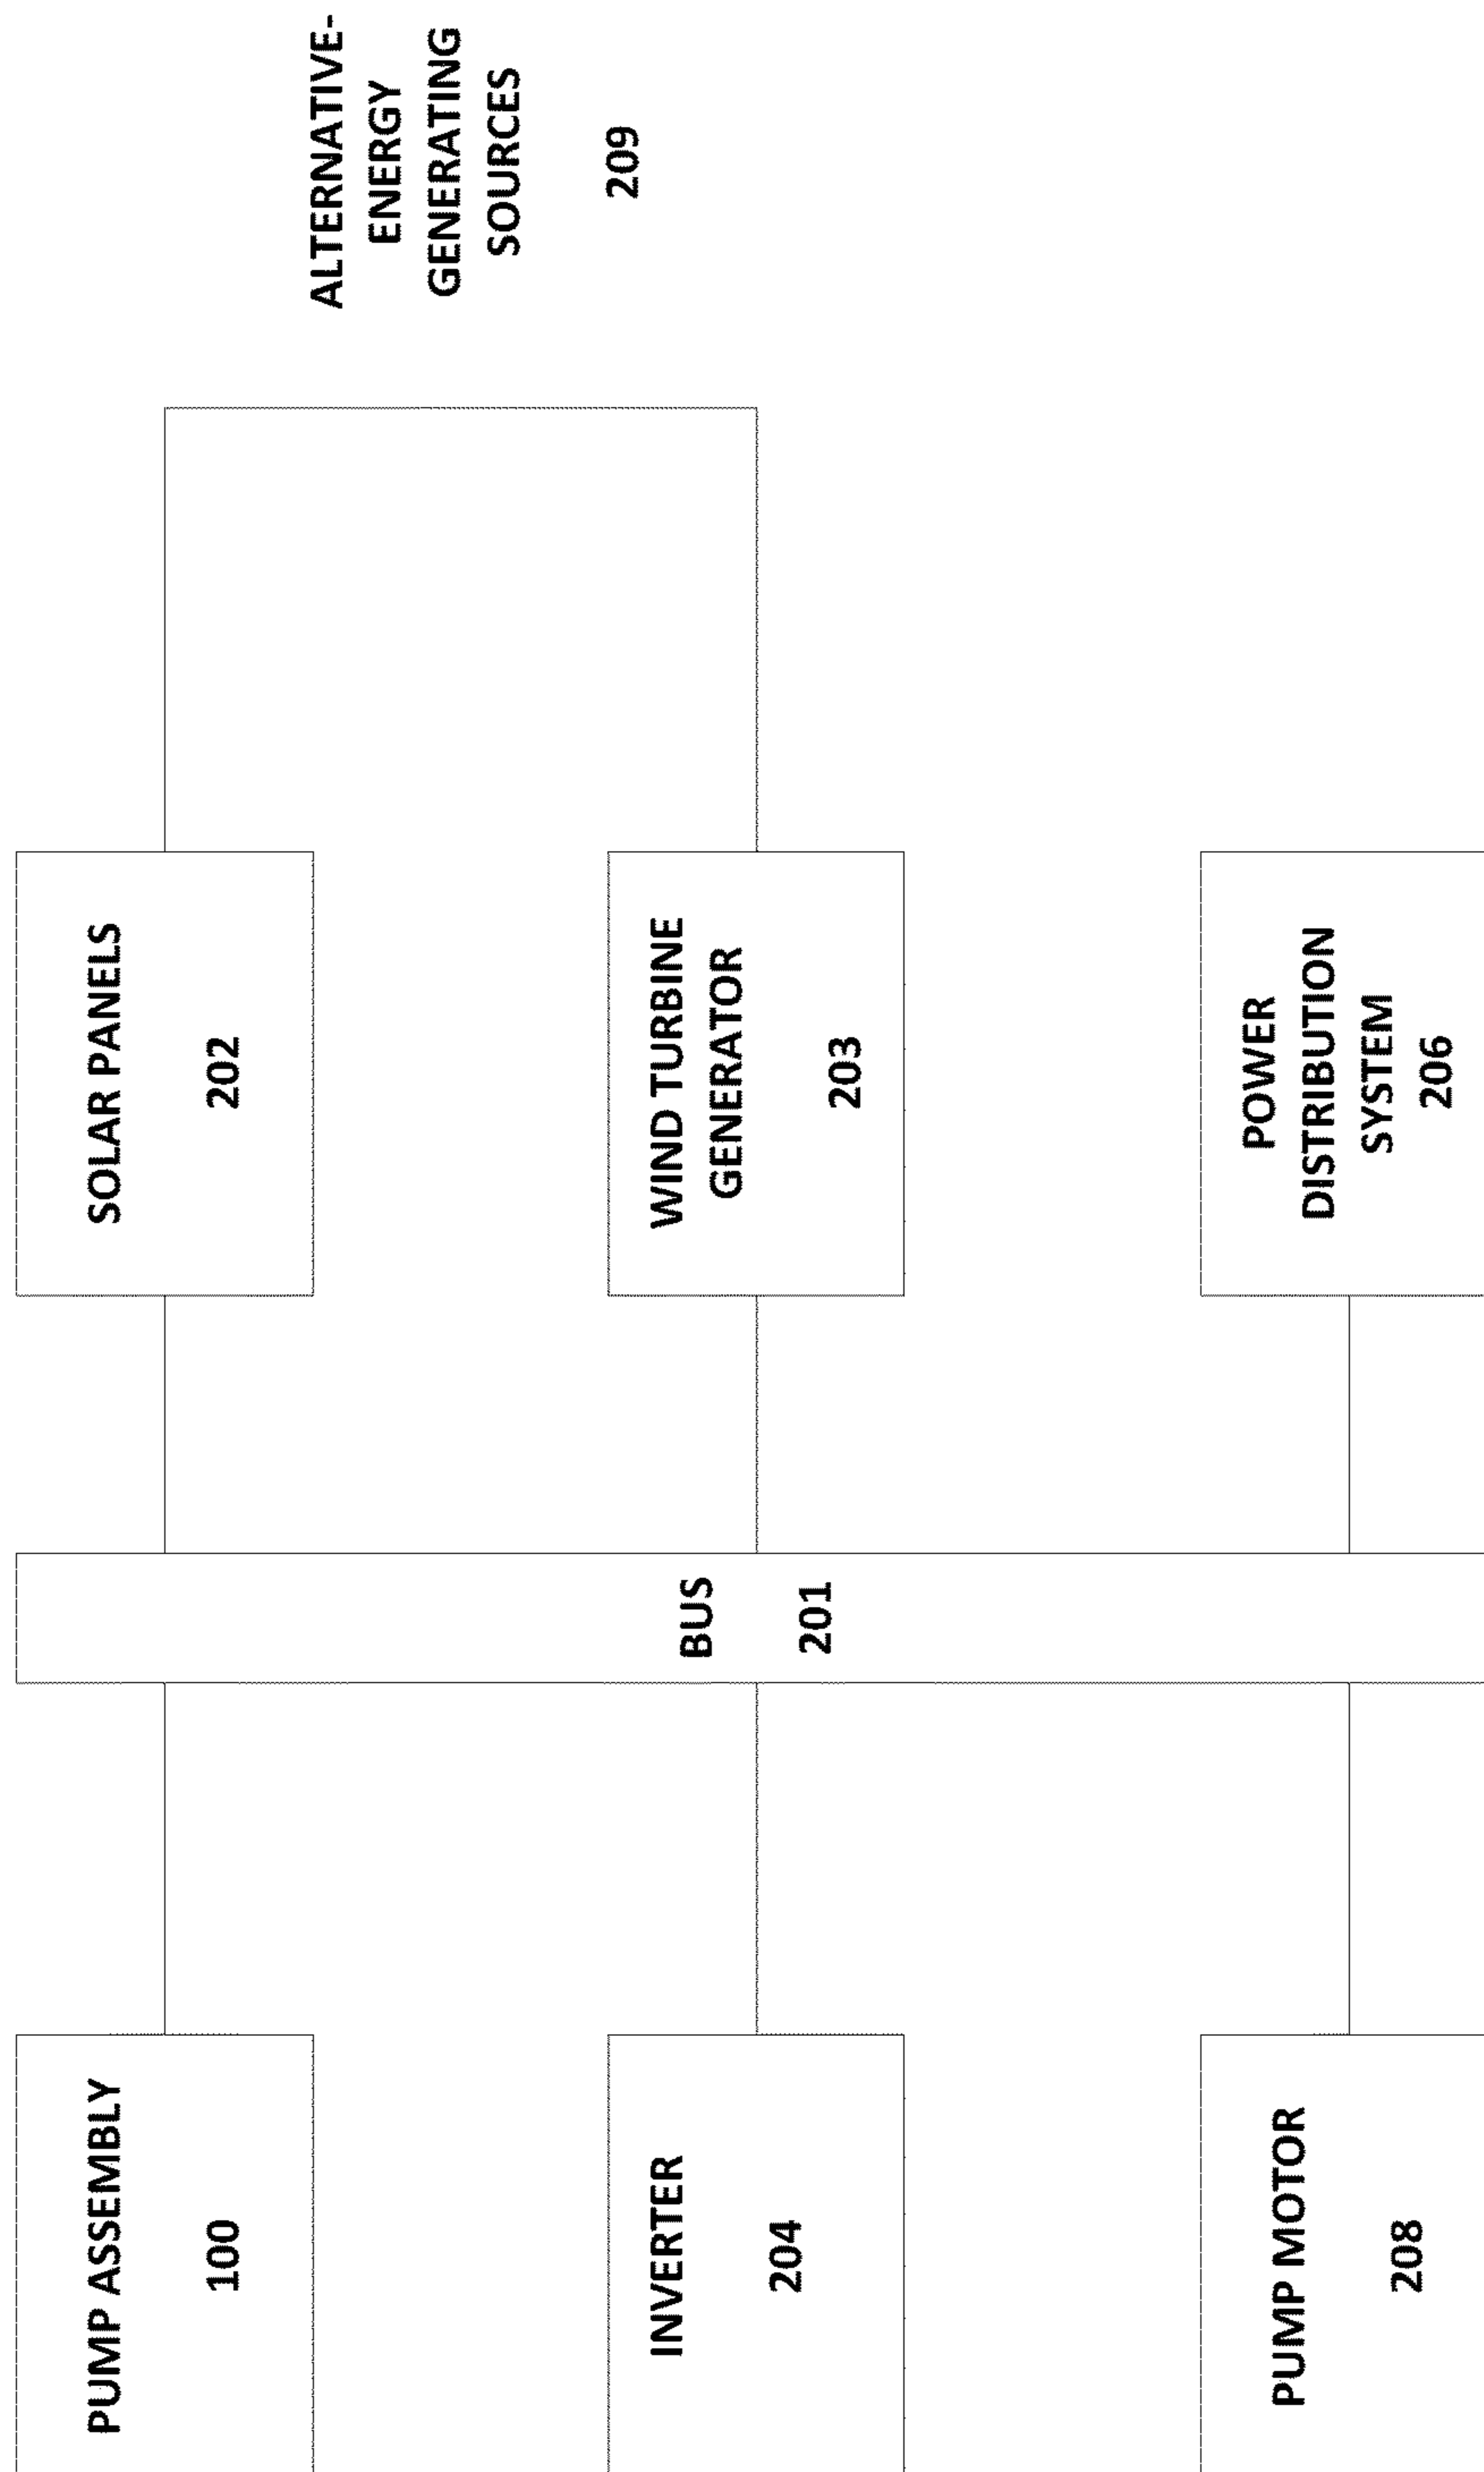 PUMP ASSEMBLY
100
SOLAR PANELS
202
ALTERNATIVE-
ENERGY
GENERATING
SOURCES
209
INVERTER
204
BUS
201
WIND TURBINE
GENERATOR
203
PUMP MOTOR
208
POWER
DISTRIBUTION
SYSTEM
206